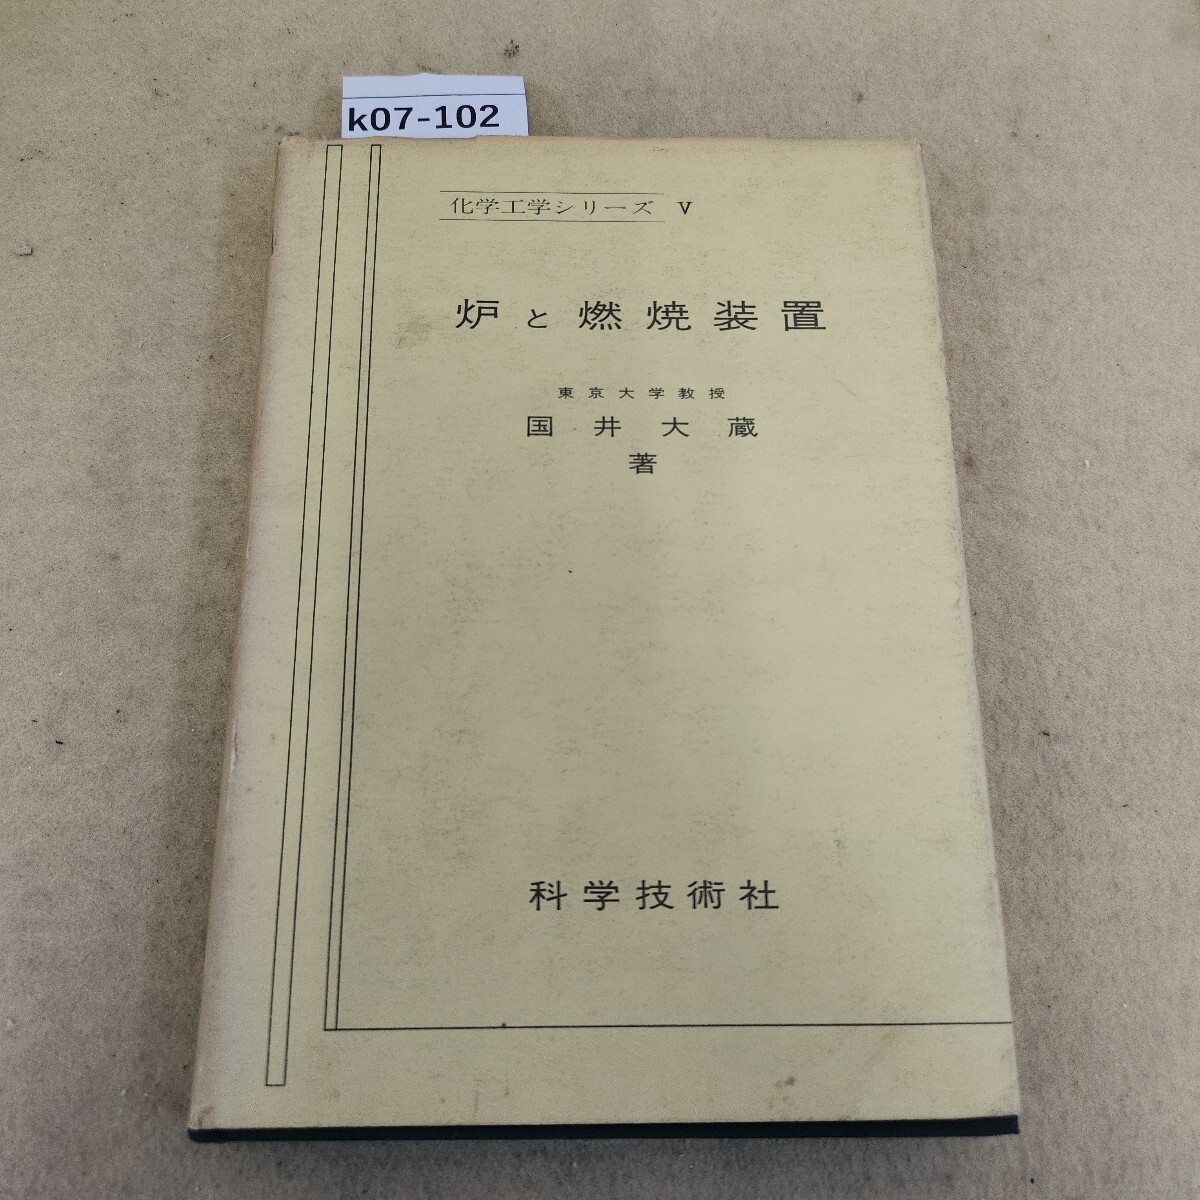 k07-102
化学工学シリーズ V
炉と燃焼装置
東京大学教授
国井大蔵
著
科学技術社